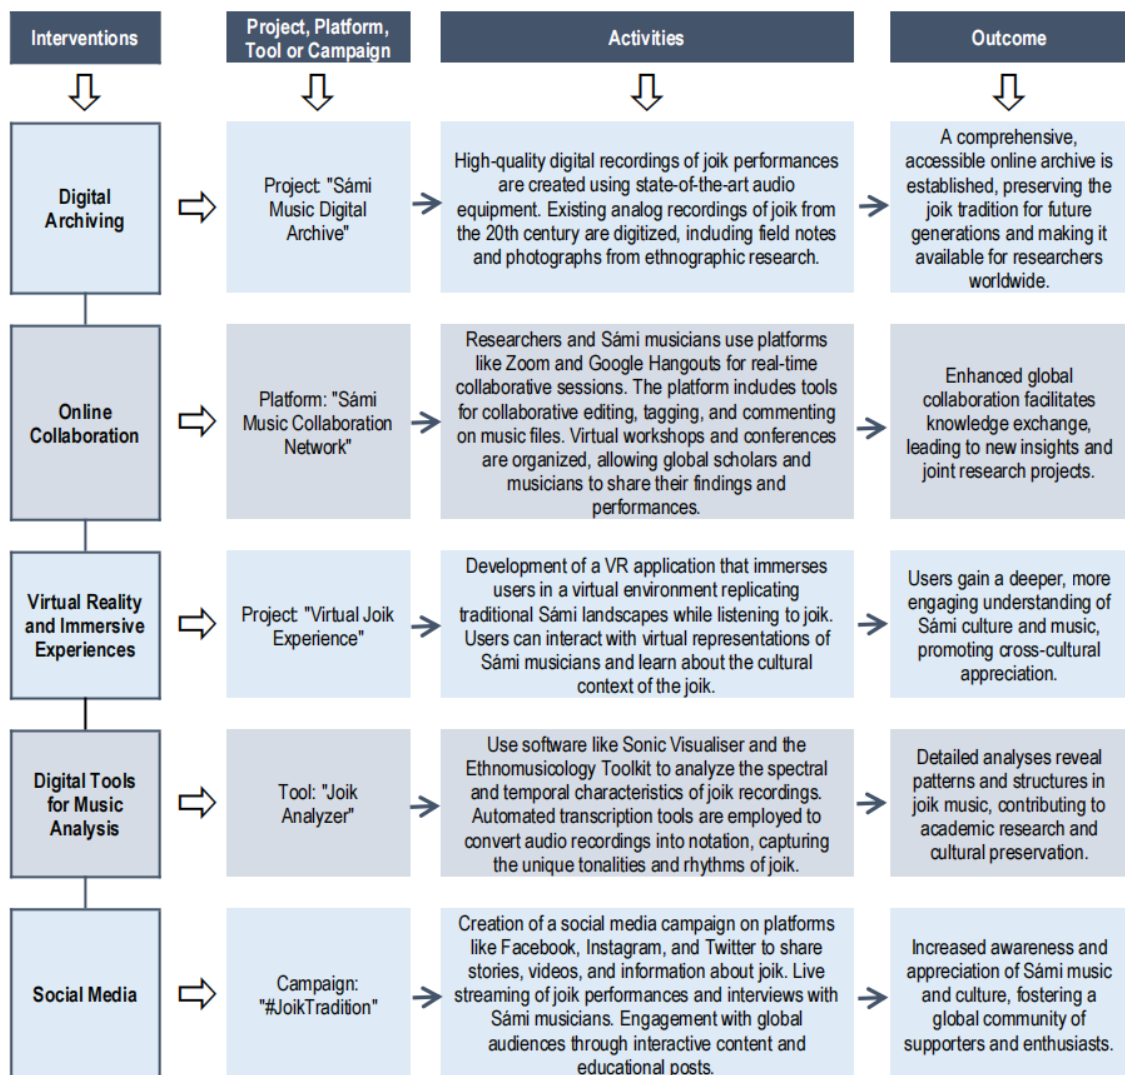 Interventions
Project, Platform,
Tool or Campaign
Activities
Outcome
Digital
Archiving
Project: "Sámi
Music Digital
Archive"
High-quality digital recordings of joik performances
are created using state-of-the-art audio
equipment. Existing analog recordings of joik from
the 20th century are digitized, including field notes
and photographs from ethnographic research.
A comprehensive,
accessible online archive is
established, preserving the
joik tradition for future
generations and making it
available for researchers
worldwide.
Online
Collaboration
Platform: "Sámi
Music Collaboration
Network"
Researchers and Sámi musicians use platforms
like Zoom and Google Hangouts for real-time
collaborative sessions. The platform includes tools
for collaborative editing, tagging, and commenting
on music files. Virtual workshops and conferences
are organized, allowing global scholars and
musicians to share their findings and
performances.
Enhanced global
collaboration facilitates
knowledge exchange,
leading to new insights and
joint research projects.
Virtual Reality
and Immersive
Experiences
Project: "Virtual Joik
Experience"
Development of a VR application that immerses
users in a virtual environment replicating
traditional Sámi landscapes while listening to joik.
Users can interact with virtual representations of
Sámi musicians and learn about the cultural
context of the joik.
Users gain a deeper, more
engaging understanding of
Sámi culture and music,
promoting cross-cultural
appreciation.
Digital Tools
for Music
Analysis
Tool: "Joik
Analyzer"
Use software like Sonic Visualiser and the
Ethnomusicology Toolkit to analyze the spectral
and temporal characteristics of joik recordings.
Automated transcription tools are employed to
convert audio recordings into notation, capturing
the unique tonalities and rhythms of joik.
Detailed analyses reveal
patterns and structures in
joik music, contributing to
academic research and
cultural preservation.
Social Media
Campaign:
"#JoikTradition"
Creation of a social media campaign on platforms
like Facebook, Instagram, and Twitter to share
stories, videos, and information about joik. Live
streaming of joik performances and interviews with
Sámi musicians. Engagement with global
audiences through interactive content and
educational posts.
Increased awareness and
appreciation of Sámi music
and culture, fostering a
global community of
supporters and enthusiasts.